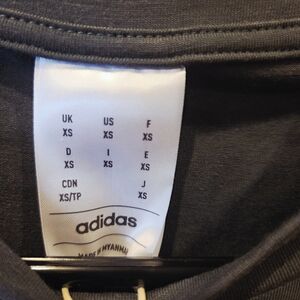 UK US F
XS XS XS
D I E
XS XS XS
CDN J
XS/TP XS
adidas
MADE IN MYANMAR